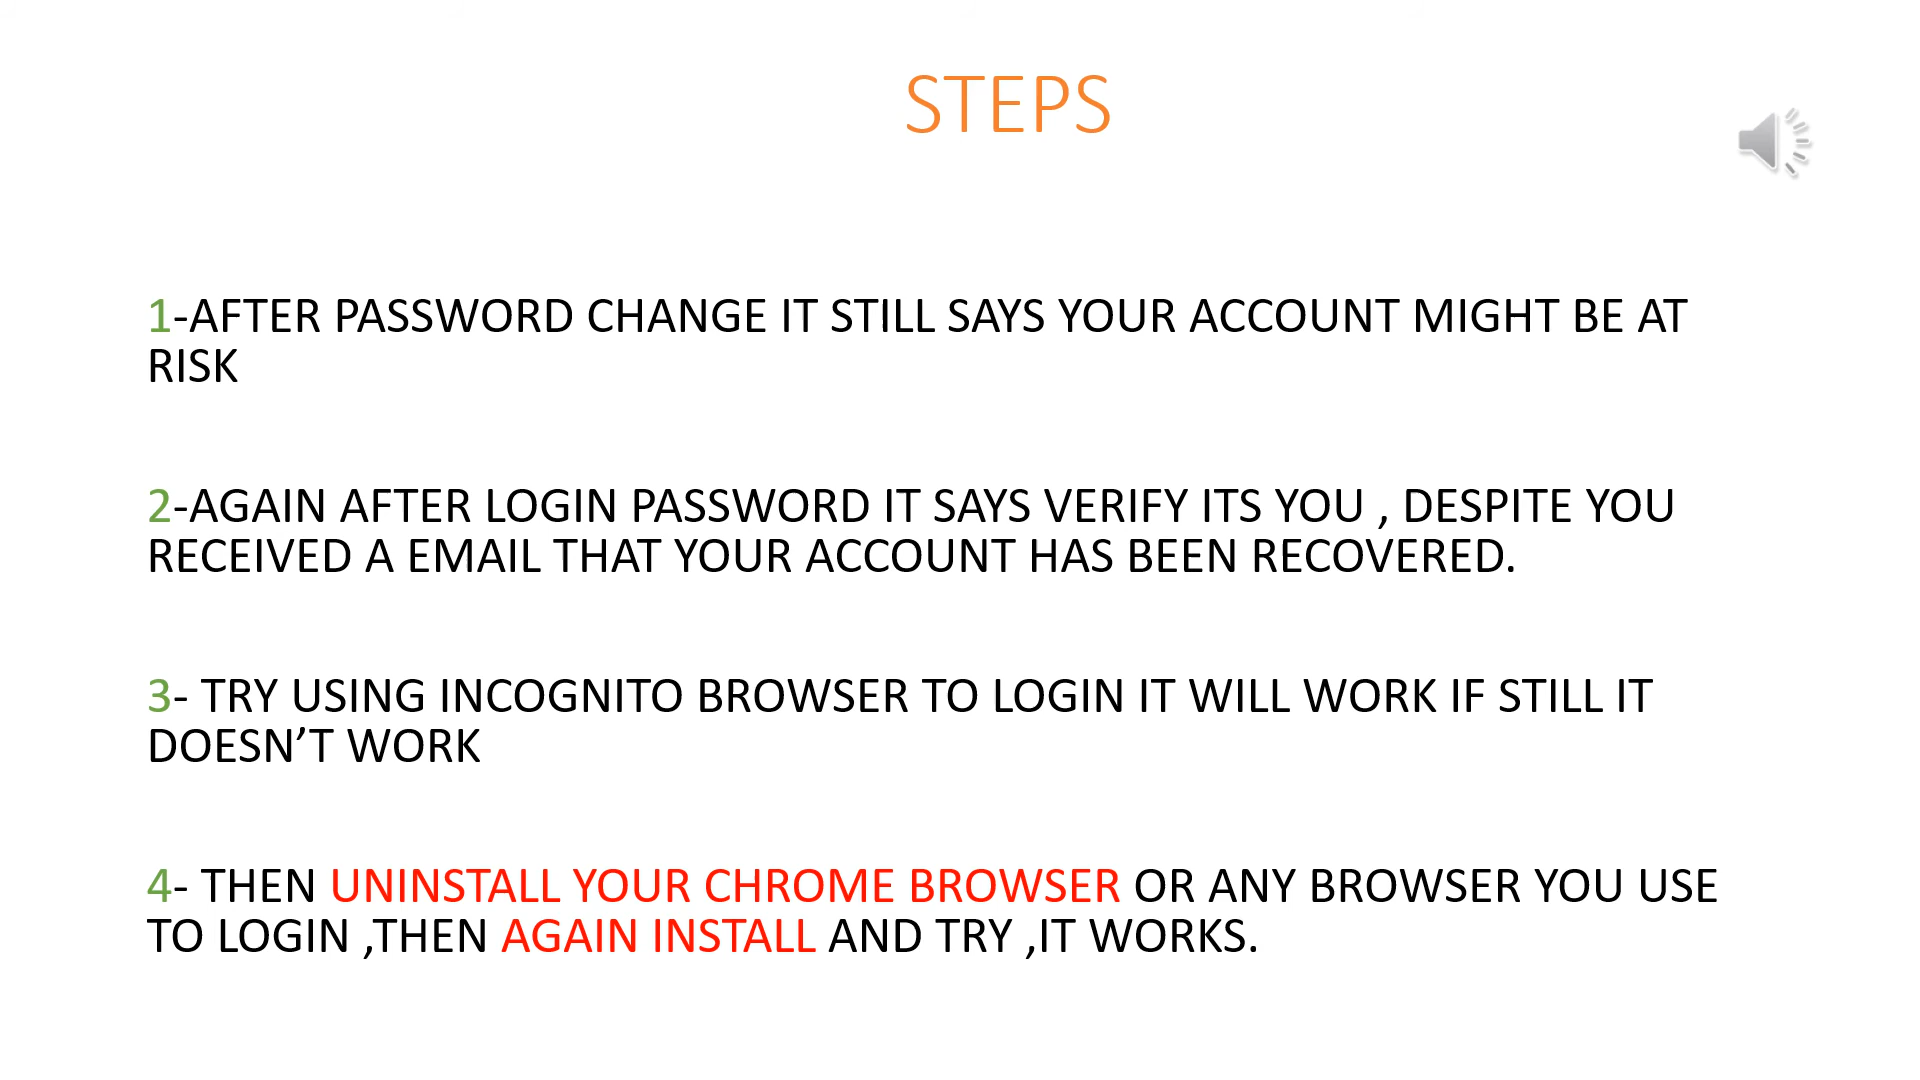 STEPS
1-AFTER PASSWORD CHANGE IT STILL SAYS YOUR ACCOUNT MIGHT BE AT
RISK
2-AGAIN AFTER LOGIN PASSWORD IT SAYS VERIFY ITS YOU , DESPITE YOU
RECEIVED A EMAIL THAT YOUR ACCOUNT HAS BEEN RECOVERED.
3- TRY USING INCOGNITO BROWSER TO LOGIN IT WILL WORK IF STILL IT
DOESN’T WORK
4- THEN UNINSTALL YOUR CHROME BROWSER OR ANY BROWSER YOU USE
TO LOGIN ,THEN AGAIN INSTALL AND TRY ,IT WORKS.